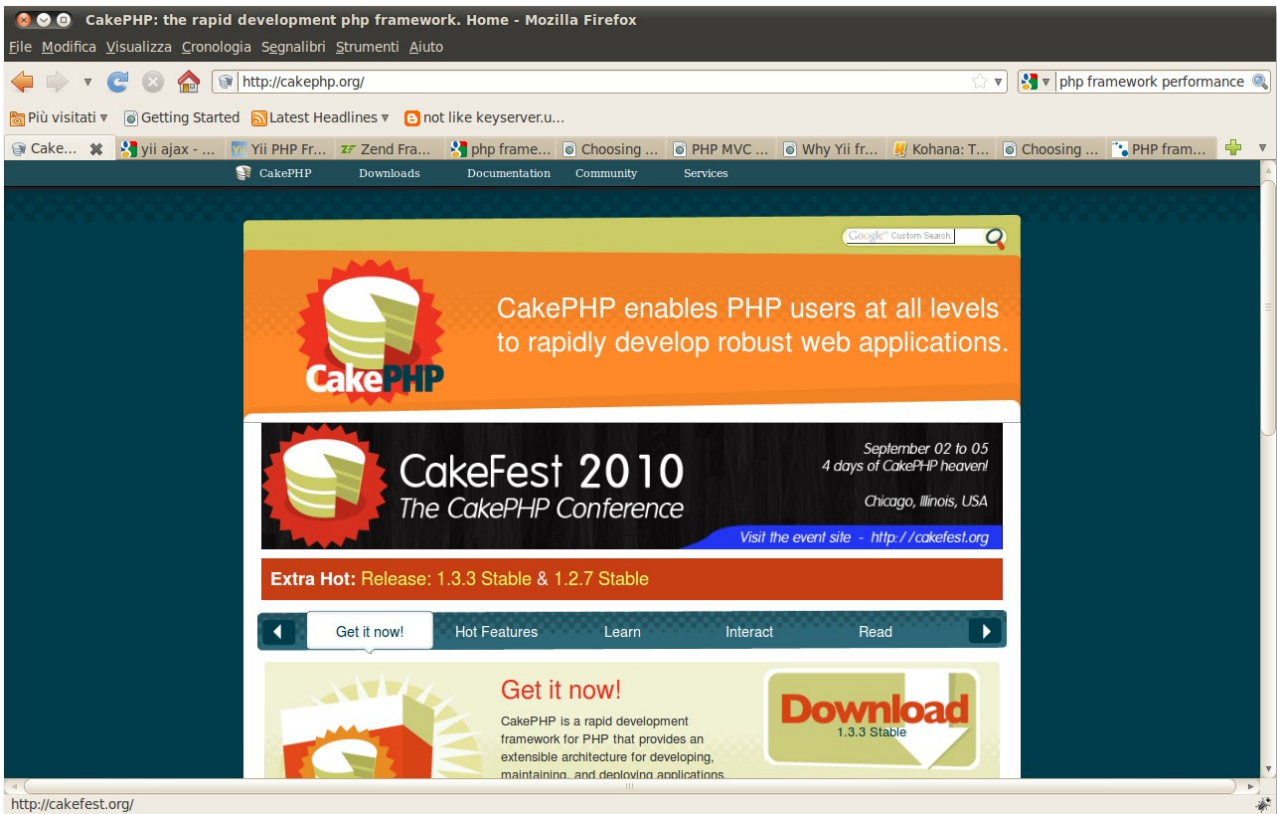 CakePHP: the rapid development php framework. Home - Mozilla Firefox
File Modifica Visualizza Cronologia Segnalibri Strumenti Aiuto
http://cakephp.org/ php framework performance
Più visitati Getting Started Latest Headlines not like keyserver.u...
Cake... yii ajax - ... Yii PHP Fr... Zend Fra... php frame... Choosing ... PHP MVC ... Why Yii fr... Kohana: T... Choosing ... PHP fram...
CakePHP Downloads Documentation Community Services
Google™ Custom Search
CakePHP enables PHP users at all levels
to rapidly develop robust web applications.
CakePHP
September 02 to 05
4 days of CakePHP heaven!
CakeFest 2010
The CakePHP Conference
Chicago, Illinois, USA
Visit the event site - http://cakefest.org
Extra Hot: Release: 1.3.3 Stable & 1.2.7 Stable
Get it now! Hot Features Learn Interact Read
Get it now!
CakePHP is a rapid development
framework for PHP that provides an
extensible architecture for developing,
maintaining, and deploying applications.
Download
1.3.3 Stable
http://cakefest.org/